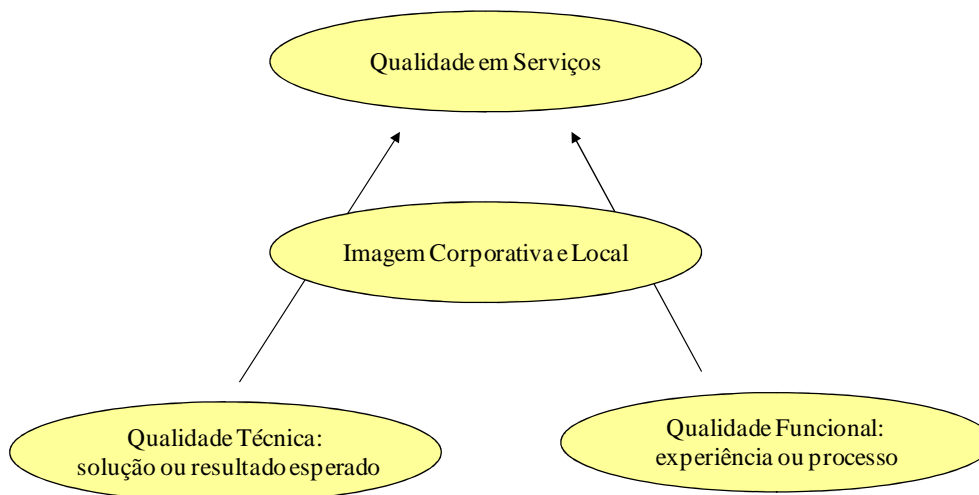 Qualidade em Serviços
Imagem Corporativa e Local
Qualidade Técnica:
solução ou resultado esperado
Qualidade Funcional:
experiência ou processo